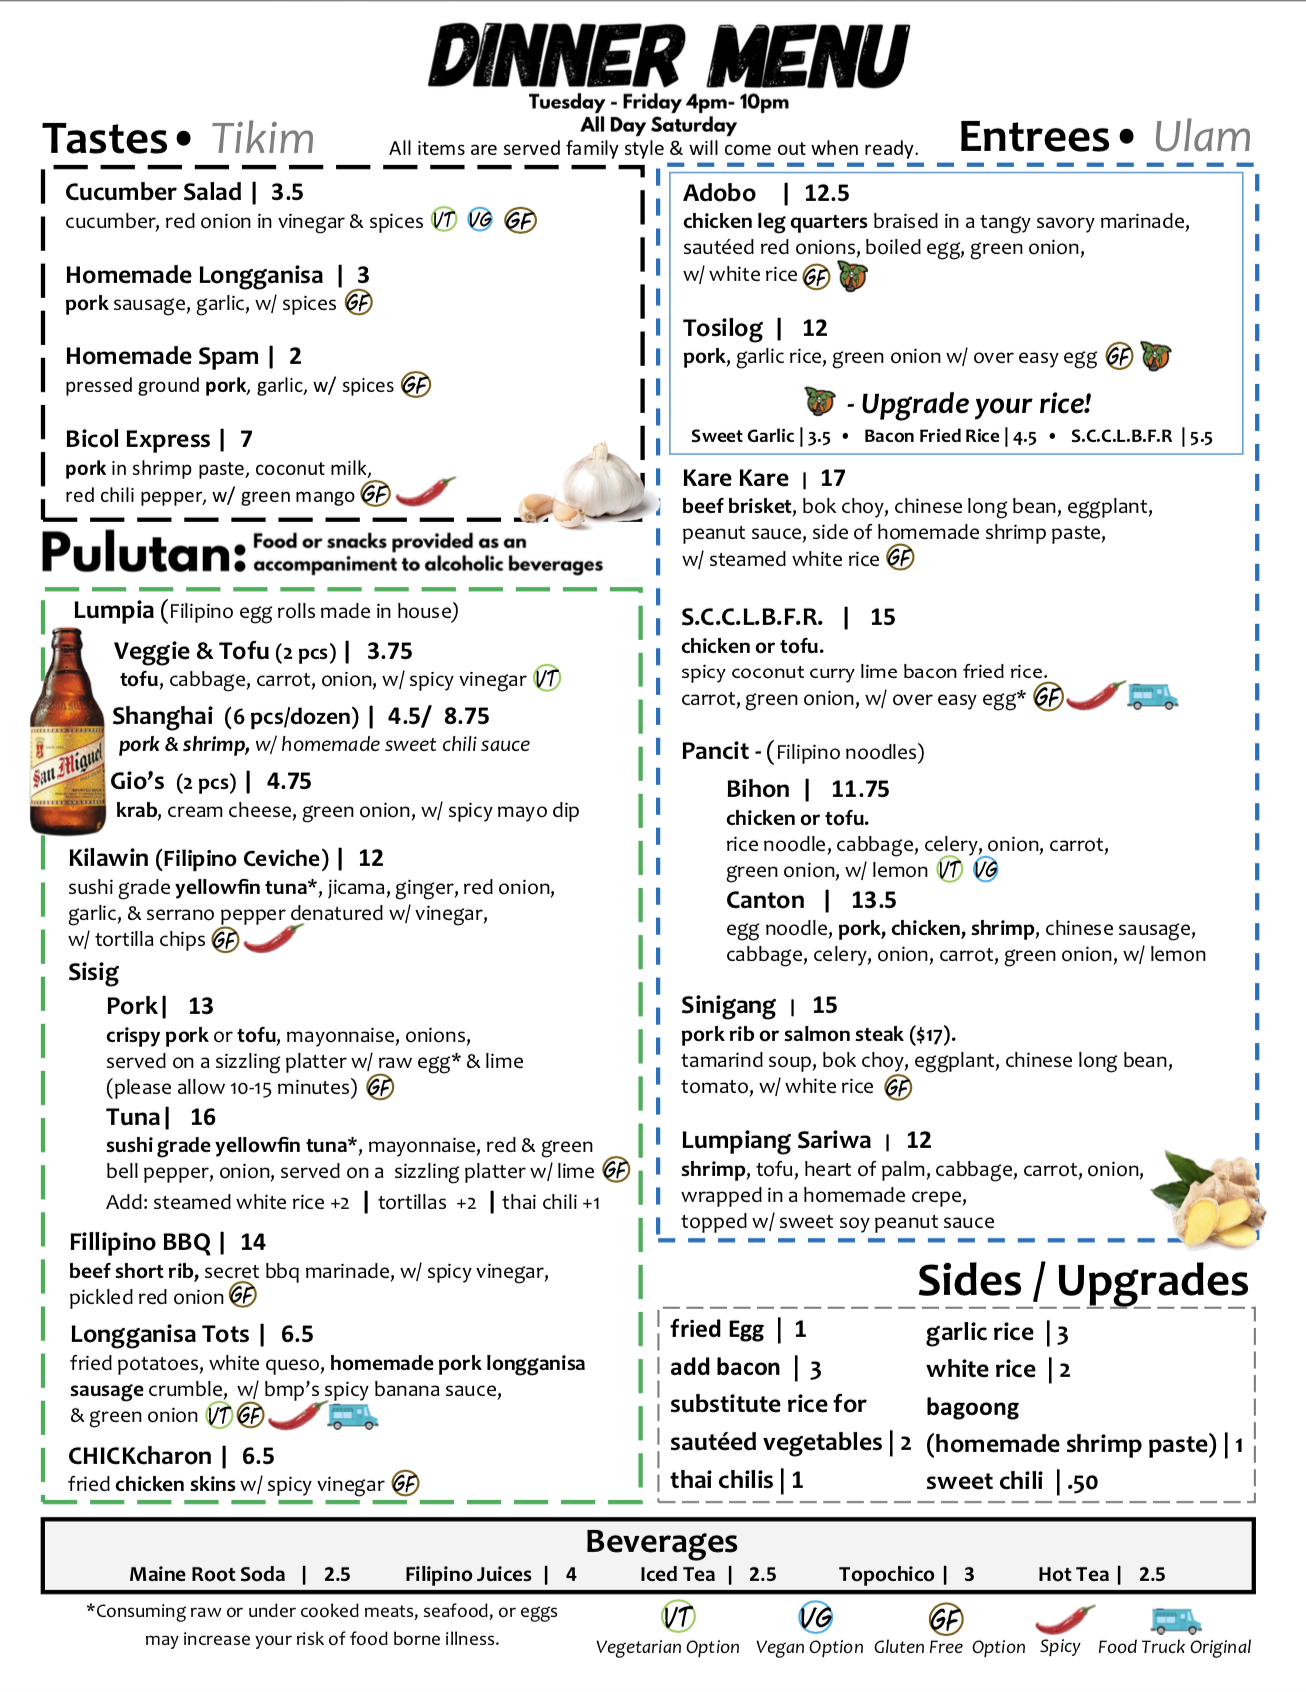 DINNER MENU
Tuesday - Friday 4pm- 10pm
All Day Saturday
All items are served family style & will come out when ready.
Tastes • Tikim
Cucumber Salad | 3.5
cucumber, red onion in vinegar & spices VT VG GF
Homemade Longganisa | 3
pork sausage, garlic, w/ spices GF
Homemade Spam | 2
pressed ground pork, garlic, w/ spices GF
Bicol Express | 7
pork in shrimp paste, coconut milk,
red chili pepper, w/ green mango GF
Pulutan: Food or snacks provided as an
accompaniment to alcoholic beverages
Lumpia (Filipino egg rolls made in house)
Veggie & Tofu (2 pcs) | 3.75
tofu, cabbage, carrot, onion, w/ spicy vinegar VT
Shanghai (6 pcs/dozen) | 4.5/ 8.75
pork & shrimp, w/ homemade sweet chili sauce
Gio's (2 pcs) | 4.75
krab, cream cheese, green onion, w/ spicy mayo dip
San Miguel
Kilawin (Filipino Ceviche) | 12
sushi grade yellowfin tuna*, jicama, ginger, red onion,
garlic, & serrano pepper denatured w/ vinegar,
w/ tortilla chips GF
Sisig
Pork| 13
crispy pork or tofu, mayonnaise, onions,
served on a sizzling platter w/ raw egg* & lime
(please allow 10-15 minutes) GF
Tuna| 16
sushi grade yellowfin tuna*, mayonnaise, red & green
bell pepper, onion, served on a sizzling platter w/ lime GF
Add: steamed white rice +2 | tortillas +2 | thai chili +1
Fillipino BBQ | 14
beef short rib, secret bbq marinade, w/ spicy vinegar,
pickled red onion GF
Longganisa Tots | 6.5
fried potatoes, white queso, homemade pork longganisa
sausage crumble, w/ bmp's spicy banana sauce,
& green onion VT GF
CHICKcharon | 6.5
fried chicken skins w/ spicy vinegar GF
Entrees • Ulam
Adobo | 12.5
chicken leg quarters braised in a tangy savory marinade,
sautéed red onions, boiled egg, green onion,
w/ white rice GF
Tosilog | 12
pork, garlic rice, green onion w/ over easy egg GF
- Upgrade your rice!
Sweet Garlic | 3.5 • Bacon Fried Rice | 4.5 • S.C.C.L.B.F.R | 5.5
Kare Kare | 17
beef brisket, bok choy, chinese long bean, eggplant,
peanut sauce, side of homemade shrimp paste,
w/ steamed white rice GF
S.C.C.L.B.F.R. | 15
chicken or tofu.
spicy coconut curry lime bacon fried rice.
carrot, green onion, w/ over easy egg* GF
Pancit - (Filipino noodles)
Bihon | 11.75
chicken or tofu.
rice noodle, cabbage, celery, onion, carrot,
green onion, w/ lemon VT VG
Canton | 13.5
egg noodle, pork, chicken, shrimp, chinese sausage,
cabbage, celery, onion, carrot, green onion, w/ lemon
Sinigang | 15
pork rib or salmon steak ($17).
tamarind soup, bok choy, eggplant, chinese long bean,
tomato, w/ white rice GF
Lumpiang Sariwa | 12
shrimp, tofu, heart of palm, cabbage, carrot, onion,
wrapped in a homemade crepe,
topped w/ sweet soy peanut sauce
Sides / Upgrades
fried Egg | 1
add bacon | 3
substitute rice for
sautéed vegetables | 2
thai chilis | 1
garlic rice | 3
white rice | 2
bagoong
(homemade shrimp paste) | 1
sweet chili | .50
Beverages
Maine Root Soda | 2.5 Filipino Juices | 4 Iced Tea | 2.5 Topochico | 3 Hot Tea | 2.5
*Consuming raw or under cooked meats, seafood, or eggs
may increase your risk of food borne illness.
VT VG GF
Vegetarian Option Vegan Option Gluten Free Option Spicy Food Truck Original